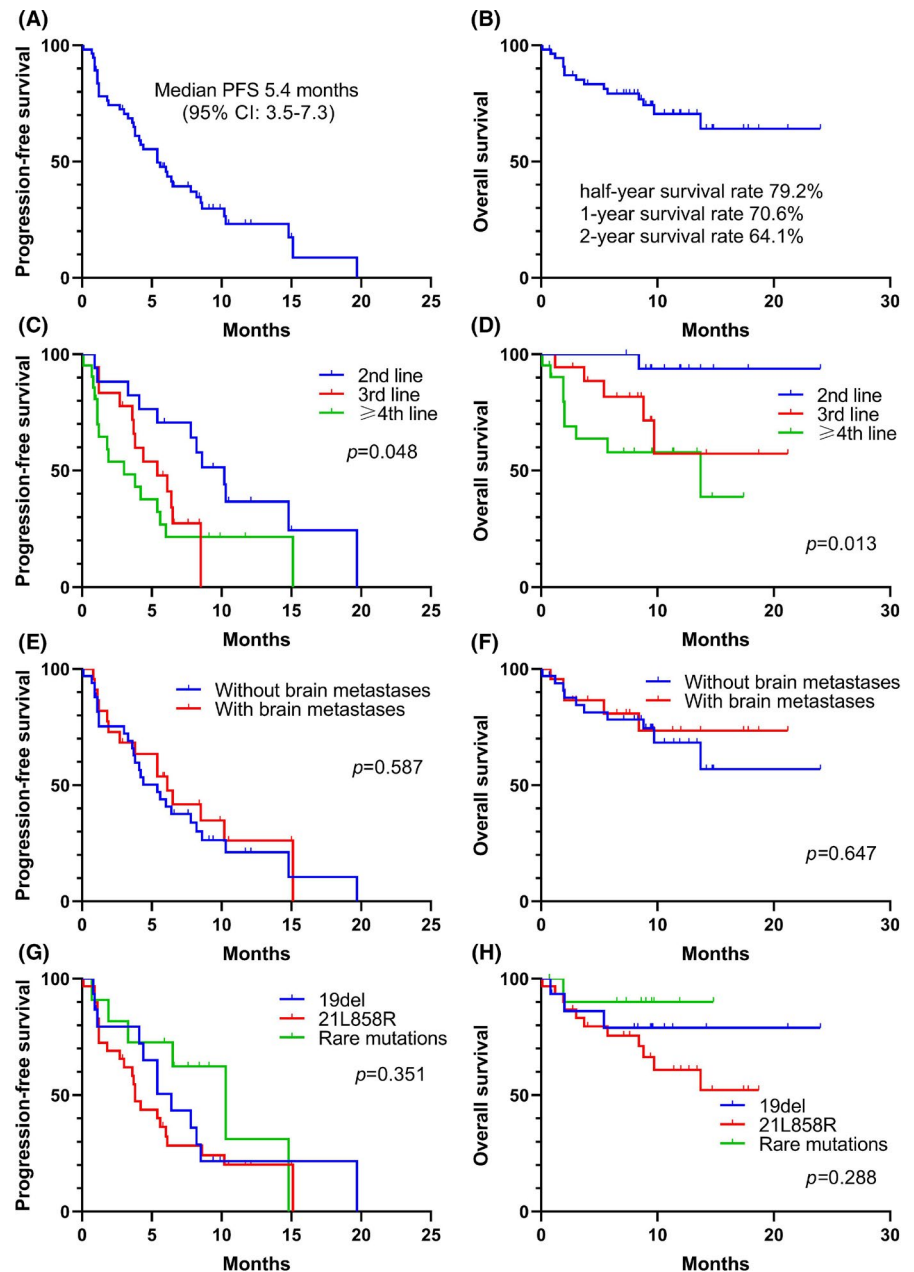 (A)
Progression-free survival
100
50
0
Median PFS 5.4 months
(95% CI: 3.5-7.3)
0 5 10 15 20 25
Months
(B)
Overall survival
100
50
0
half-year survival rate 79.2%
1-year survival rate 70.6%
2-year survival rate 64.1%
0 10 20 30
Months
(C)
Progression-free survival
100
50
0
2nd line
3rd line
⩾4th line
p=0.048
0 5 10 15 20 25
Months
(D)
Overall survival
100
50
0
2nd line
3rd line
⩾4th line
p=0.013
0 10 20 30
Months
(E)
Progression-free survival
100
50
0
Without brain metastases
With brain metastases
p=0.587
0 5 10 15 20 25
Months
(F)
Overall survival
100
50
0
Without brain metastases
With brain metastases
p=0.647
0 10 20 30
Months
(G)
Progression-free survival
100
50
0
19del
21L858R
Rare mutations
p=0.351
0 5 10 15 20 25
Months
(H)
Overall survival
100
50
0
19del
21L858R
Rare mutations
p=0.288
0 10 20 30
Months